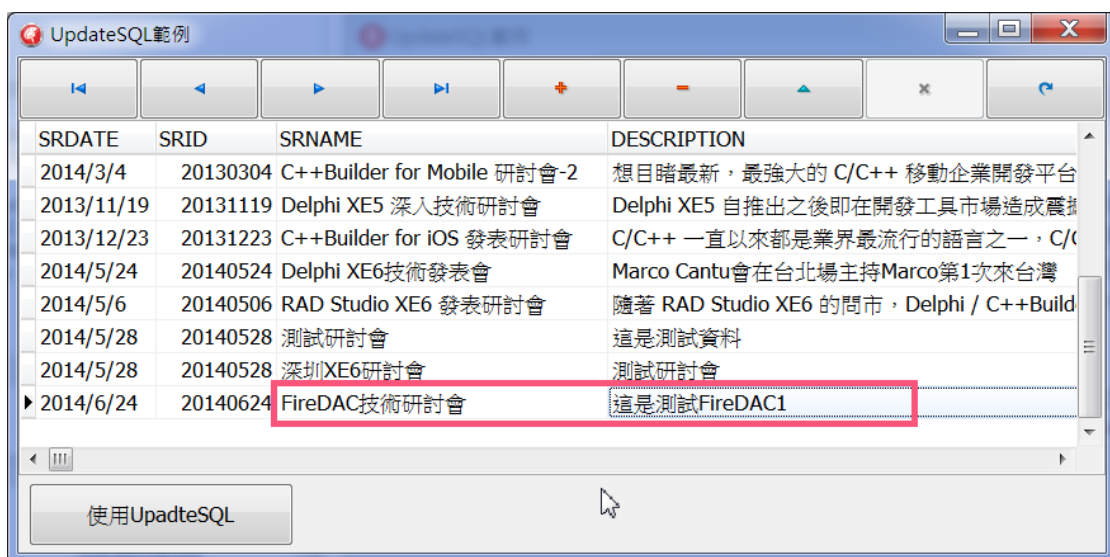 UpdateSQL範例
SRDATE SRID SRNAME DESCRIPTION
2014/3/4 20130304 C++Builder for Mobile 研討會-2 想目睹最新，最強大的 C/C++ 移動企業開發平台
2013/11/19 20131119 Delphi XE5 深入技術研討會 Delphi XE5 自推出之後即在開發工具市場造成震撼
2013/12/23 20131223 C++Builder for iOS 發表研討會 C/C++ 一直以來都是業界最流行的語言之一，C/C
2014/5/24 20140524 Delphi XE6技術發表會 Marco Cantu會在台北場主持Marco第1次來台灣
2014/5/6 20140506 RAD Studio XE6 發表研討會 隨著 RAD Studio XE6 的問市，Delphi / C++Build
2014/5/28 20140528 測試研討會 這是測試資料
2014/5/28 20140528 深圳XE6研討會 測試研討會
2014/6/24 20140624 FireDAC技術研討會 這是測試FireDAC1
使用UpadteSQL